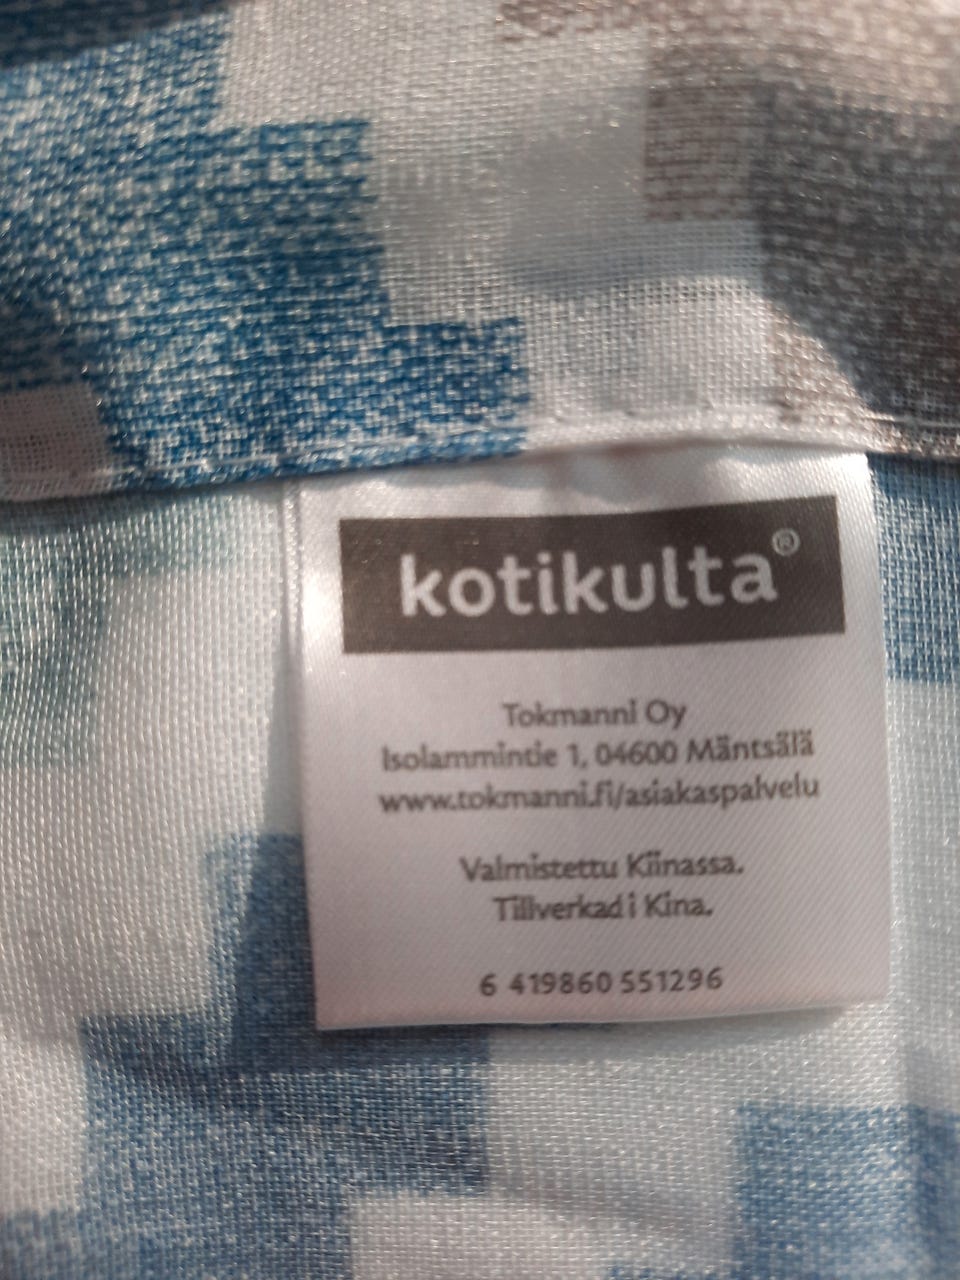 kotikulta®
Tokmanni Oy
Isolammintie 1, 04600 Mäntsälä
www.tokmanni.fi/asiakaspalvelu
Valmistettu Kiinassa.
Tillverkad i Kina.
6 419860 551296